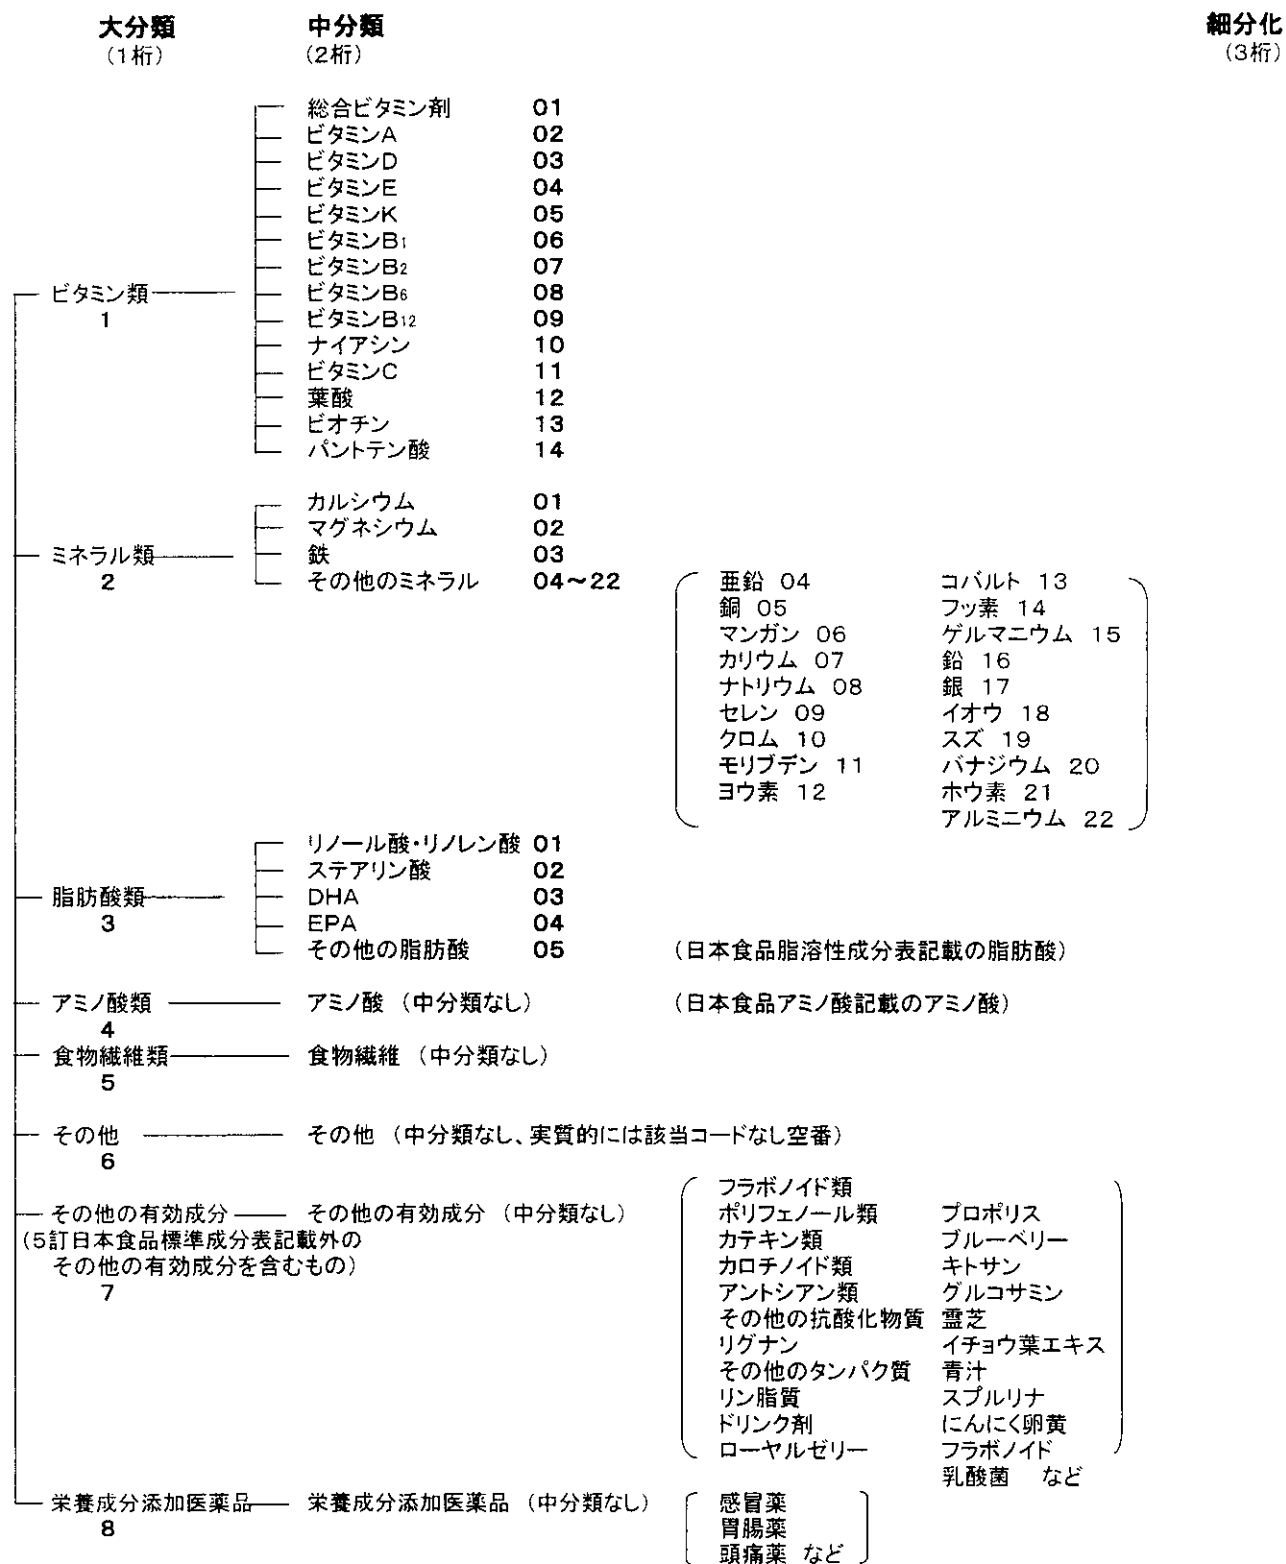 大分類 中分類 細分化
(1桁) (2桁) (3桁)
総合ビタミン剤 01
ビタミンA 02
ビタミンD 03
ビタミンE 04
ビタミンK 05
ビタミンB1 06
ビタミンB2 07
ビタミン類 ビタミンB6 08
1 ビタミンB12 09
ナイアシン 10
ビタミンC 11
葉酸 12
ビオチン 13
パントテン酸 14
カルシウム 01
マグネシウム 02
ミネラル類 鉄 03
2 その他のミネラル 04~22 亜鉛 04 コバルト 13
銅 05 フッ素 14
マンガン 06 ゲルマニウム 15
カリウム 07 鉛 16
ナトリウム 08 銀 17
セレン 09 イオウ 18
クロム 10 スズ 19
モリブデン 11 バナジウム 20
ヨウ素 12 ホウ素 21
アルミニウム 22
リノール酸・リノレン酸 01
ステアリン酸 02
脂肪酸類 DHA 03
3 EPA 04
その他の脂肪酸 05 (日本食品脂溶性成分表記載の脂肪酸)
アミノ酸類 アミノ酸 (中分類なし) (日本食品アミノ酸記載のアミノ酸)
4
食物繊維類 食物繊維 (中分類なし)
5
その他 その他 (中分類なし、実質的には該当コードなし空番)
6
フラボノイド類
その他の有効成分 その他の有効成分 (中分類なし) ポリフェノール類 プロポリス
(5訂日本食品標準成分表記載外の カテキン類 ブルーベリー
その他の有効成分を含むもの) カロチノイド類 キトサン
7 アントシアン類 グルコサミン
その他の抗酸化物質 霊芝
リグナン イチョウ葉エキス
その他のタンパク質 青汁
リン脂質 スプルリナ
ドリンク剤 にんにく卵黄
ローヤルゼリー フラボノイド
乳酸菌 など
栄養成分添加医薬品 栄養成分添加医薬品 (中分類なし) 感冒薬
8 胃腸薬
頭痛薬 など